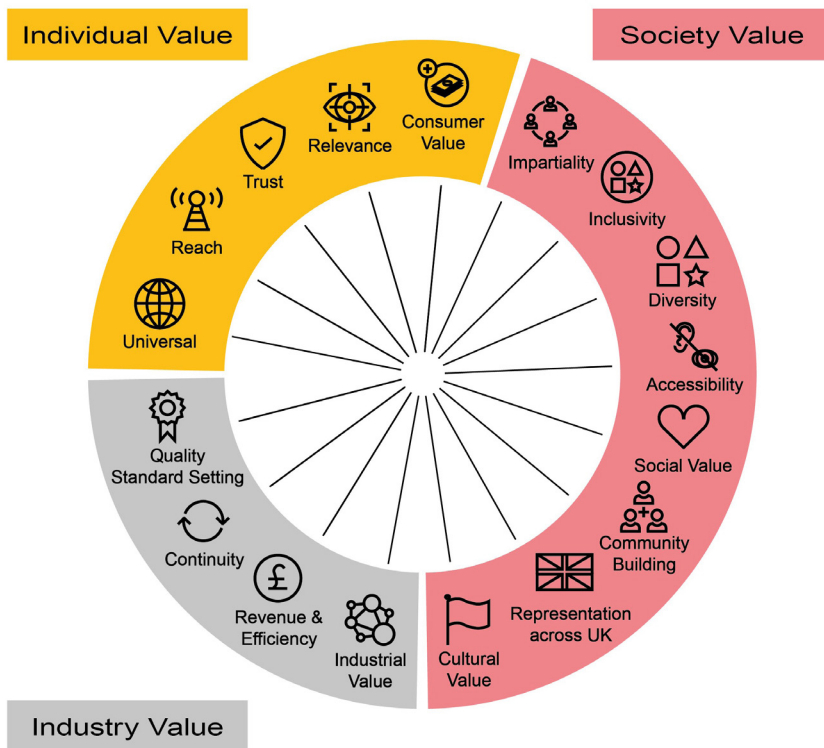 Individual Value
Society Value
Consumer
Value
Relevance
Trust
Reach
Universal
Impartiality
Inclusivity
Diversity
Accessibility
Social Value
Community
Building
Representation
across UK
Cultural
Value
Quality
Standard Setting
Continuity
£
Revenue &
Efficiency
Industrial
Value
Industry Value